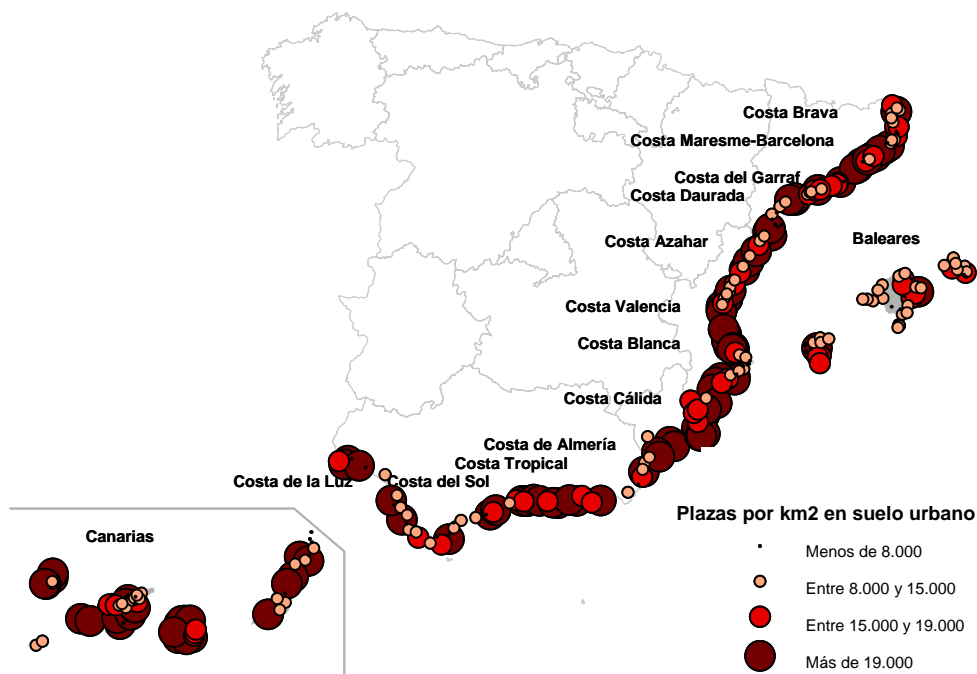 Costa Brava
Costa Maresme-Barcelona
Costa del Garraf
Costa Daurada
Costa Azahar
Baleares
Costa Valencia
Costa Blanca
Costa Cálida
Costa de Almería
Costa Tropical
Costa de la Luz
Costa del Sol
Canarias
Plazas por km2 en suelo urbano
Menos de 8.000
Entre 8.000 y 15.000
Entre 15.000 y 19.000
Más de 19.000